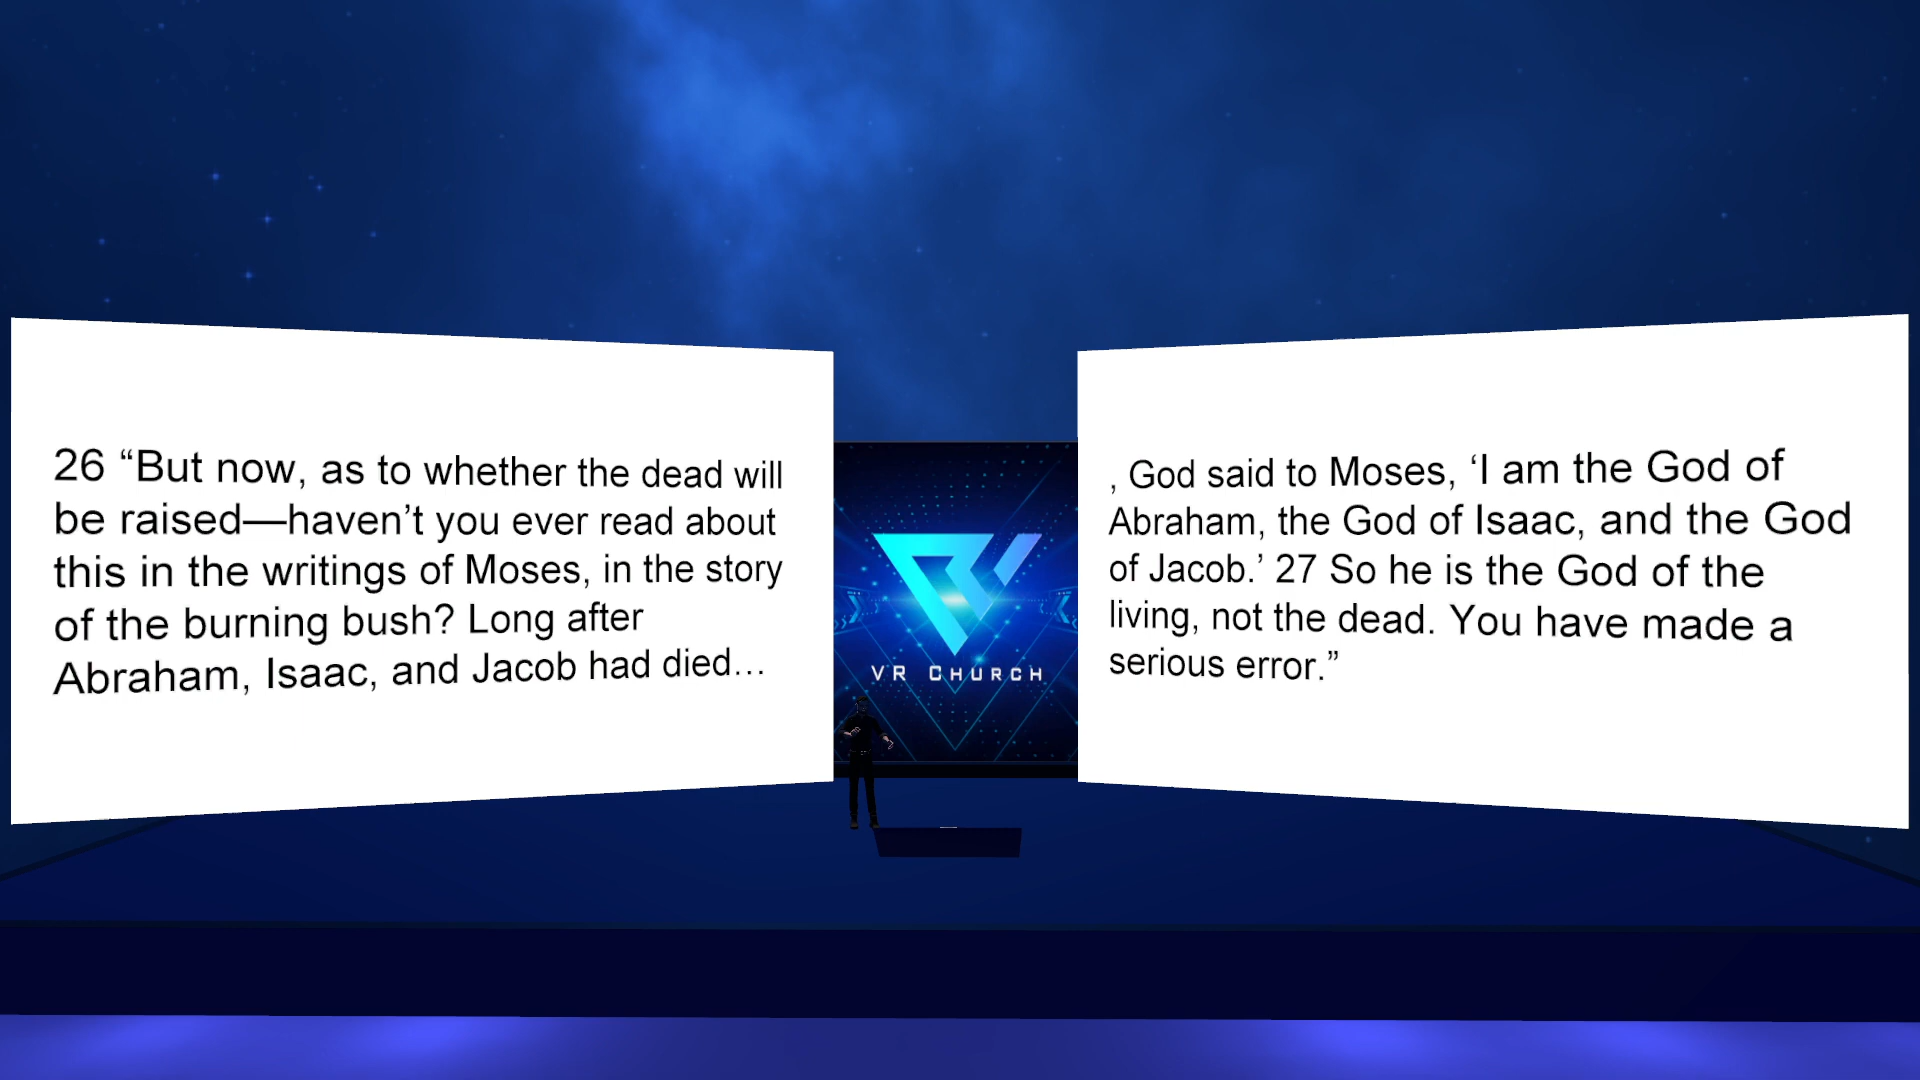 26 “But now, as to whether the dead will
be raised—haven’t you ever read about
this in the writings of Moses, in the story
of the burning bush? Long after
Abraham, Isaac, and Jacob had died…
VR CHURCH
, God said to Moses, ‘I am the God of
Abraham, the God of Isaac, and the God
of Jacob.’ 27 So he is the God of the
living, not the dead. You have made a
serious error.”